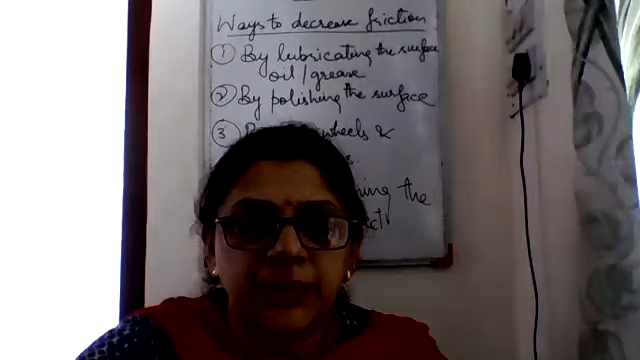 Ways to decrease friction
① By lubricating the surface
oil/grease
② By polishing the surface
③ wheels &
the